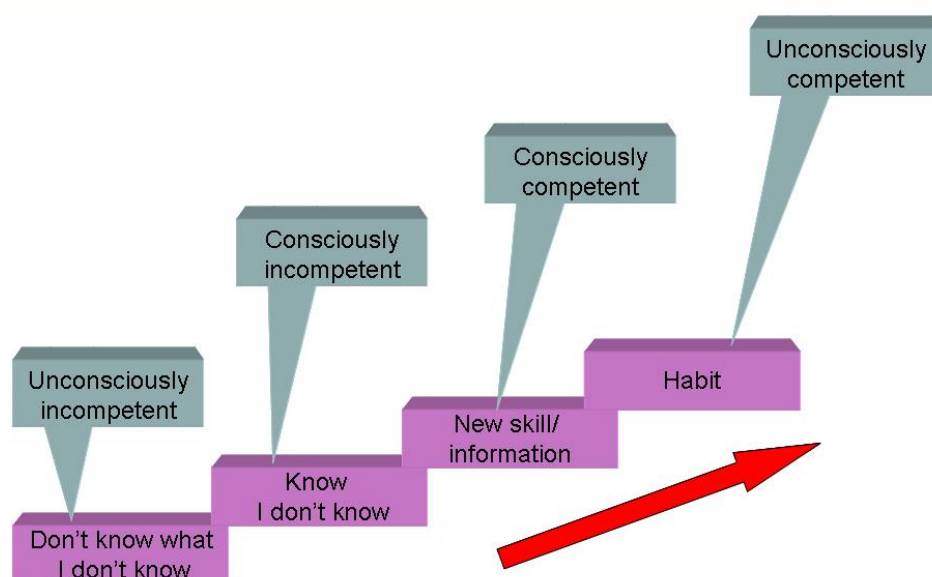 Unconsciously
competent
Consciously
competent
Consciously
incompetent
Unconsciously
incompetent
Habit
New skill/
information
Know
I don't know
Don't know what
I don't know